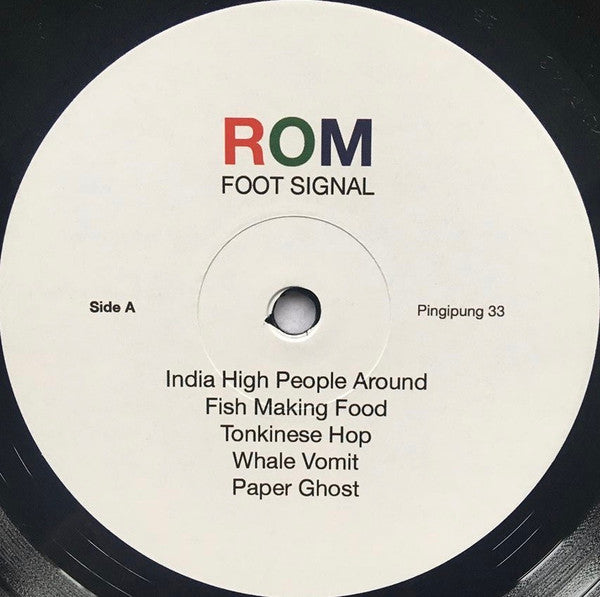 ROM
FOOT SIGNAL
Side A
Pingipung 33
India High People Around
Fish Making Food
Tonkinese Hop
Whale Vomit
Paper Ghost